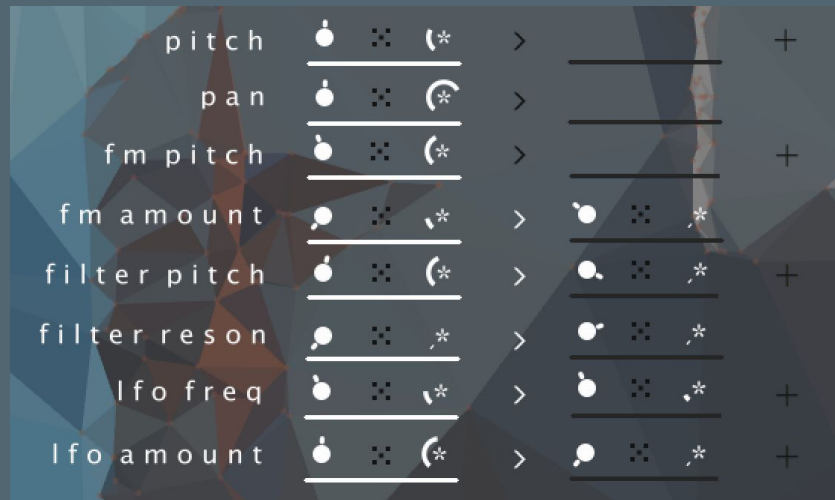 pitch * > +
pan * >
fm pitch * > +
fm amount * > *
filter pitch * > * +
filter reson * > *
lfo freq * > * +
lfo amount * > * +